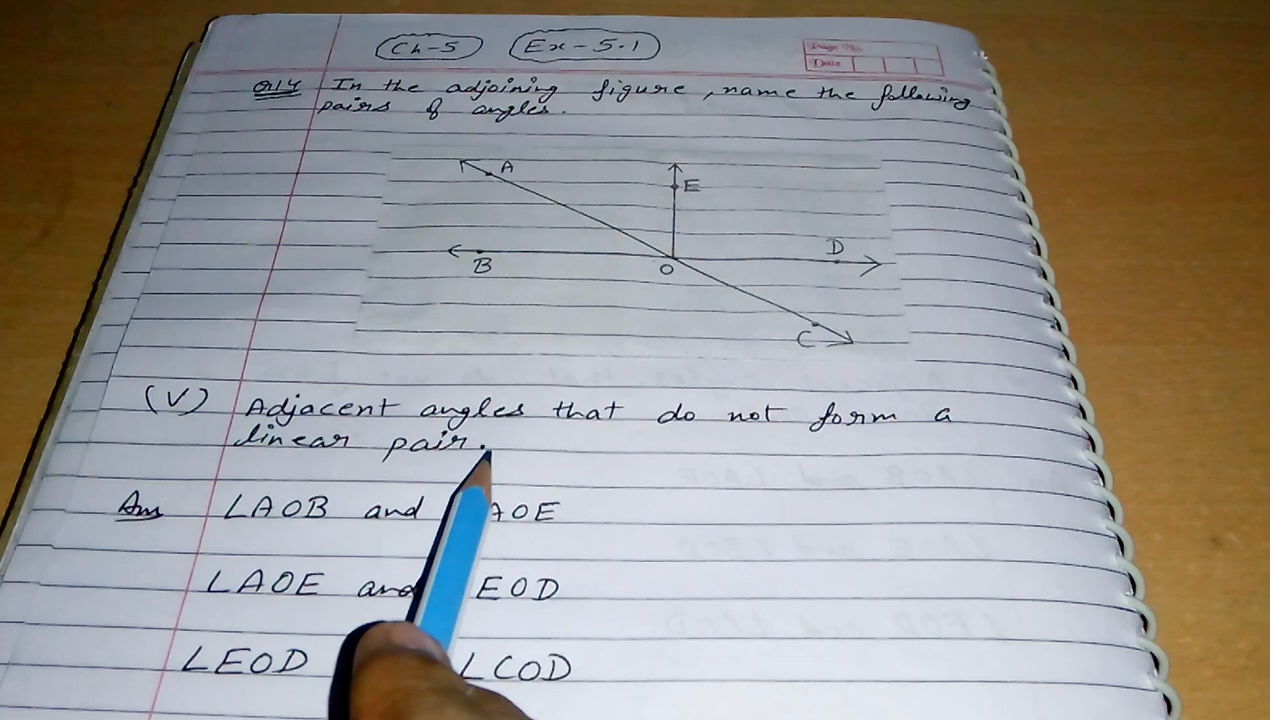 Ch-5 Ex-5.1
Page No.
Date
Q14 In the adjoining figure, name the following
pairs of angles.
A
E
D
B
O
C
(V) Adjacent angles that do not form a
linear pair.
Ans ∠AOB and AOE
∠AOE and EOD
∠EOD ∠COD